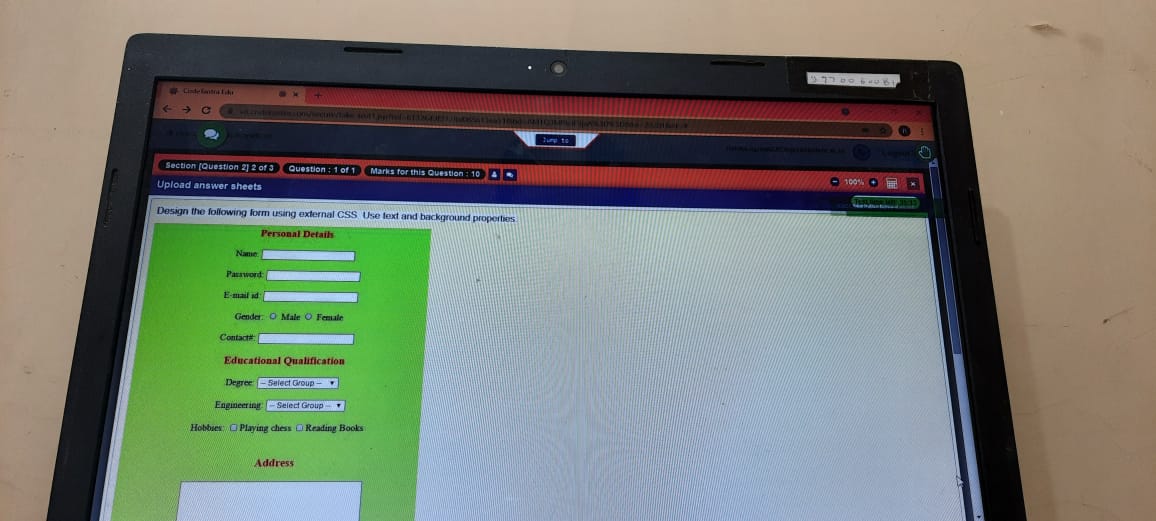 CodeTantra Edu
Jump to
Section [Question 2] 2 of 3 Question : 1 of 1 Marks for this Question : 10
100%
Upload answer sheets
Design the following form using external CSS. Use text and background properties.
Personal Details
Name:
Password:
E-mail id:
Gender: Male Female
Contact#:
Educational Qualification
Degree: -- Select Group --
Engineering: -- Select Group --
Hobbies: Playing chess Reading Books
Address